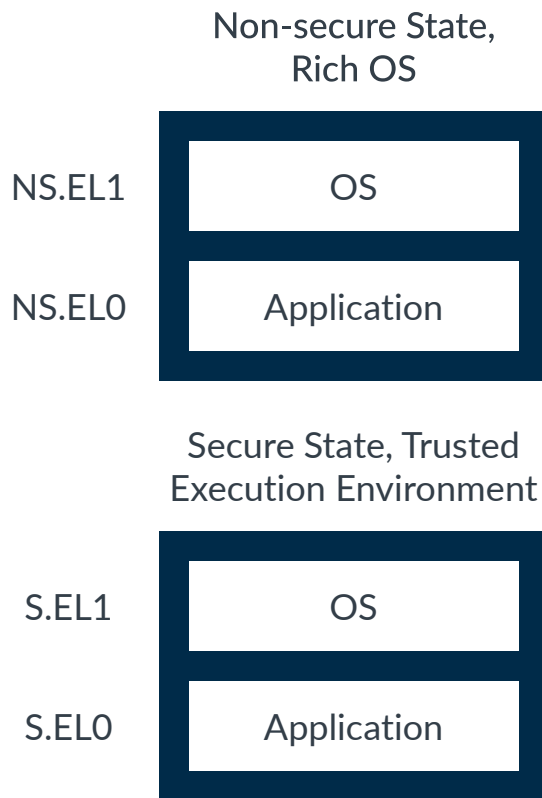 Non-secure State,
Rich OS
NS.EL1
OS
NS.EL0
Application
Secure State, Trusted
Execution Environment
S.EL1
OS
S.EL0
Application